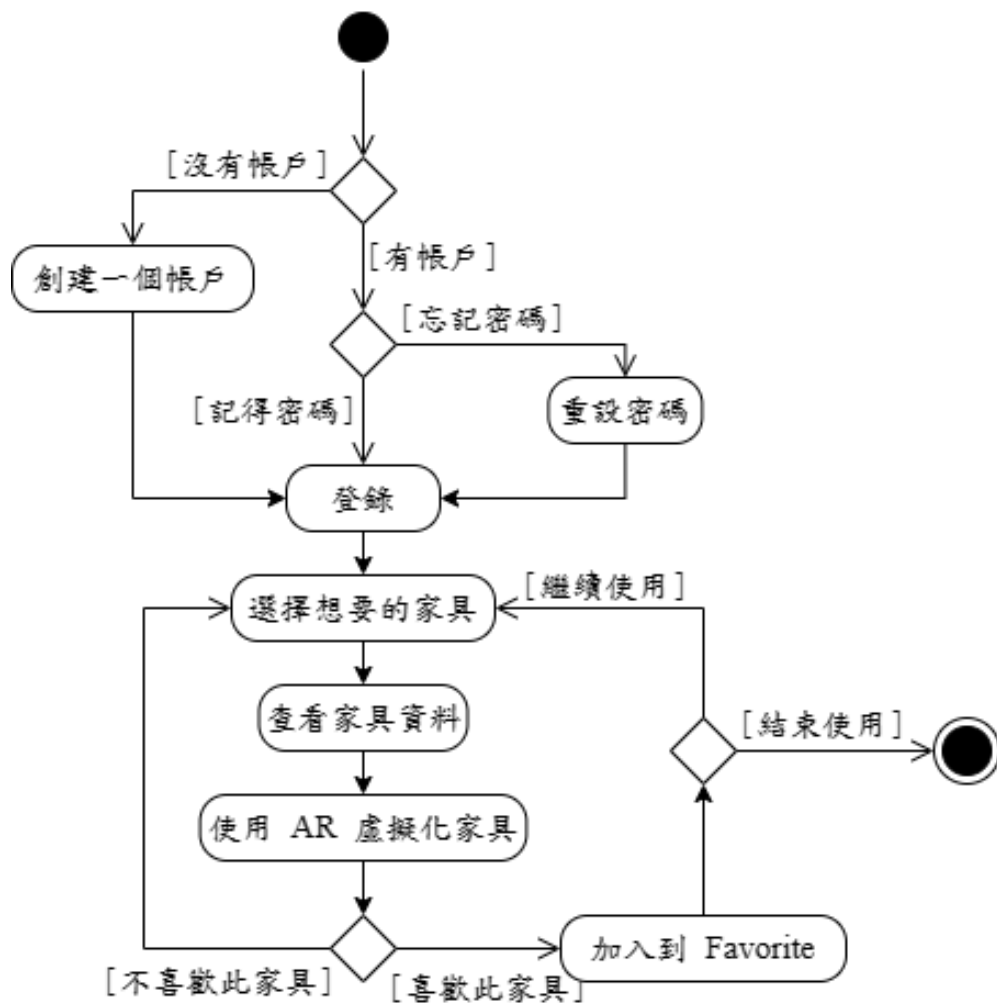 [沒有帳戶]
創建一個帳戶
[有帳戶]
[忘記密碼]
[記得密碼]
重設密碼
登錄
選擇想要的家具
[繼續使用]
查看家具資料
[結束使用]
使用 AR 虛擬化家具
加入到 Favorite
[不喜歡此家具]
[喜歡此家具]